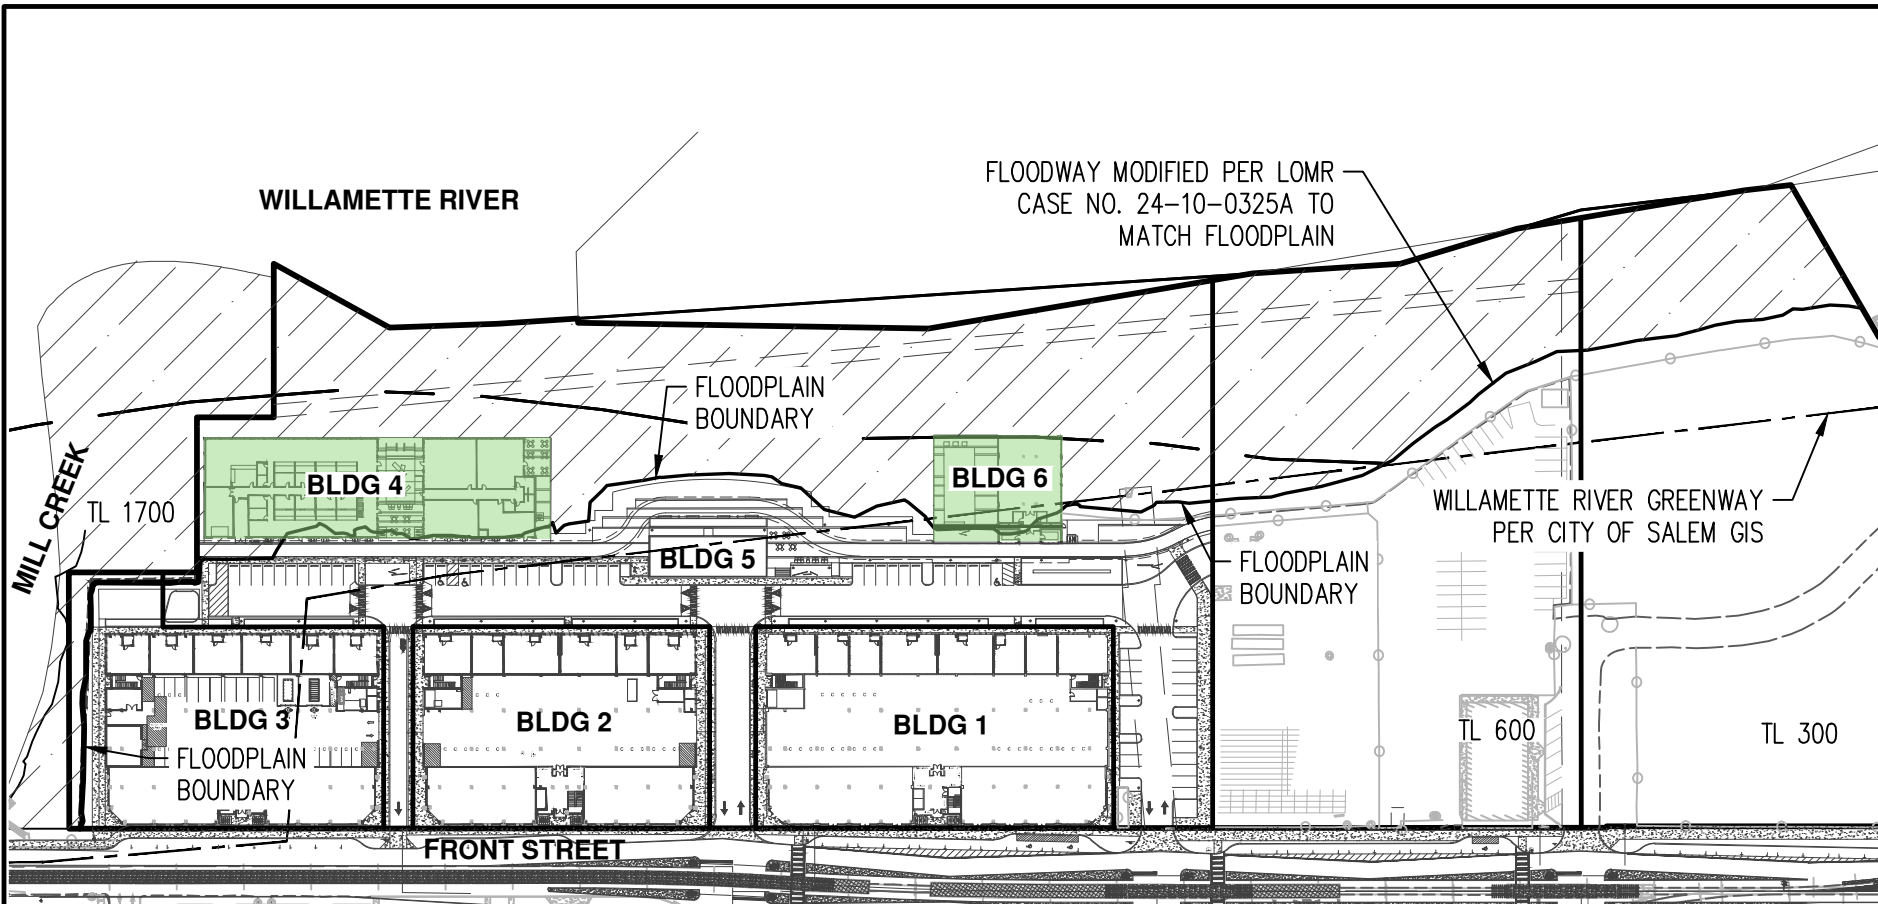 WILLAMETTE RIVER
FLOODWAY MODIFIED PER LOMR
CASE NO. 24-10-0325A TO
MATCH FLOODPLAIN
FLOODPLAIN
BOUNDARY
MILL CREEK
TL 1700
BLDG 4
BLDG 6
WILLAMETTE RIVER GREENWAY
PER CITY OF SALEM GIS
BLDG 5
FLOODPLAIN
BOUNDARY
BLDG 3
BLDG 2
BLDG 1
TL 600
TL 300
FLOODPLAIN
BOUNDARY
FRONT STREET